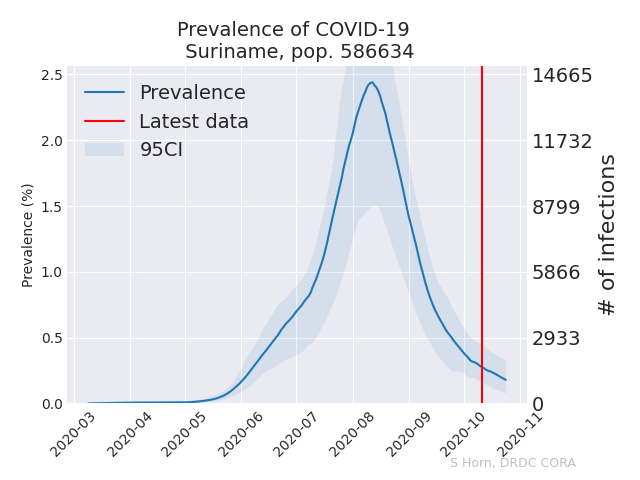 Prevalence of COVID-19
Suriname, pop. 586634
Prevalence
Latest data
95CI
Prevalence (%)
2.5
2.0
1.5
1.0
0.5
0.0
14665
11732
8799
5866
2933
0
# of infections
2020-03
2020-04
2020-05
2020-06
2020-07
2020-08
2020-09
2020-10
2020-11
S Horn, DRDC CORA